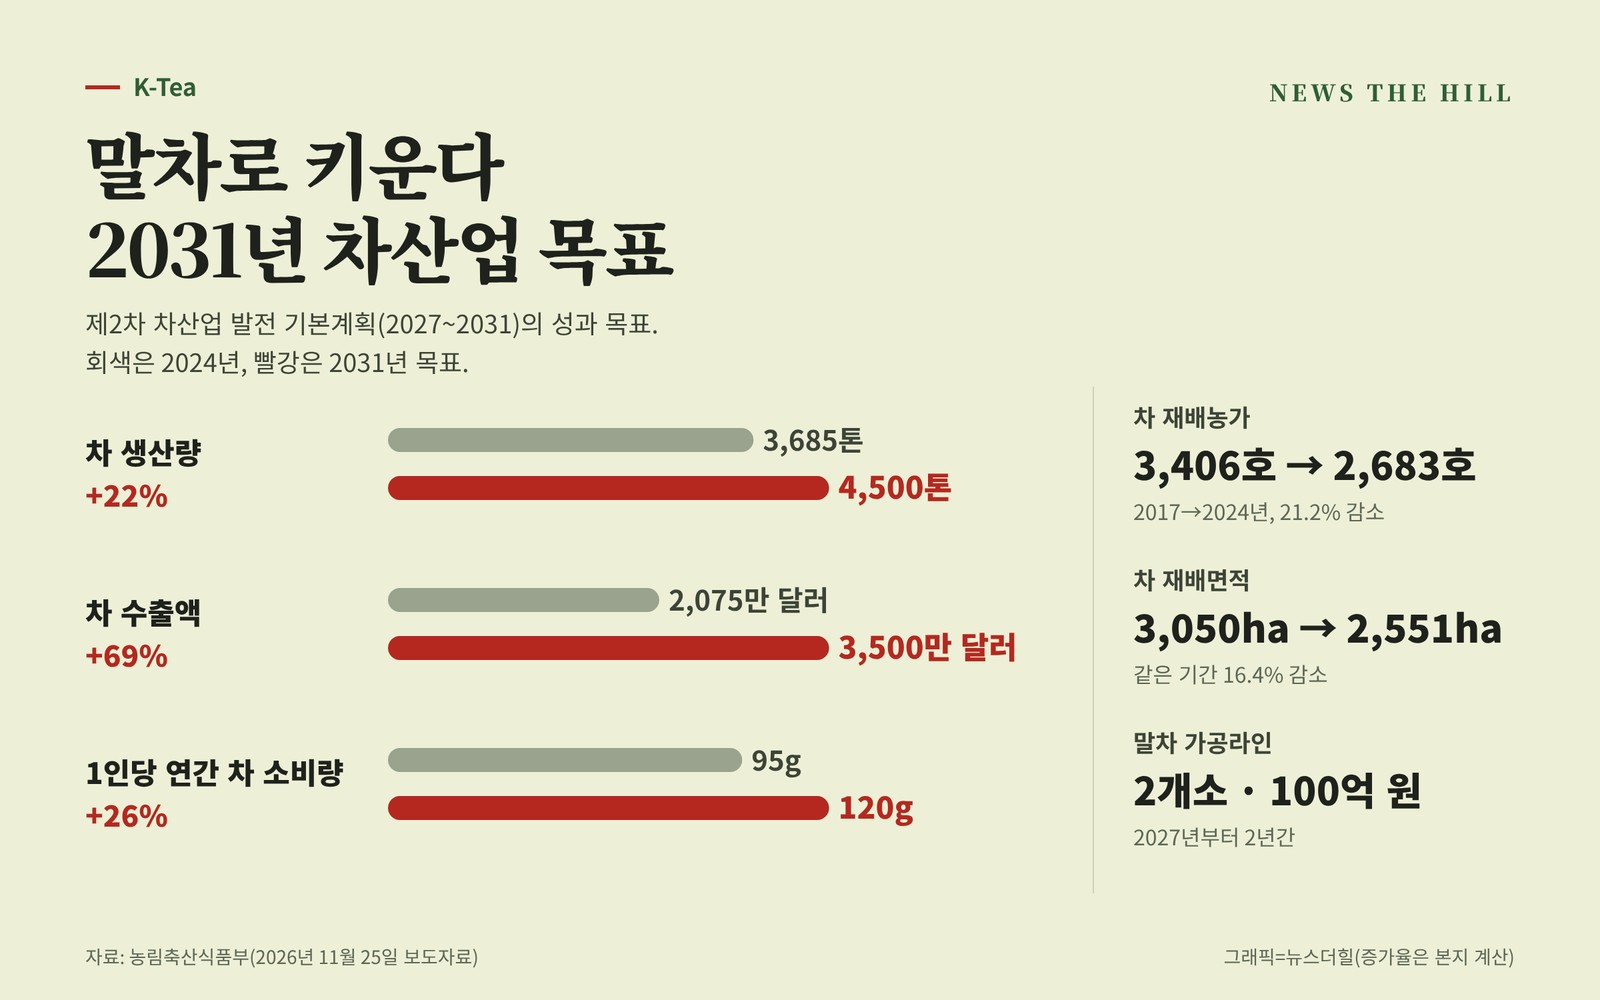 K-Tea
NEWS THE HILL
말차로 키운다
2031년 차산업 목표
제2차 차산업 발전 기본계획(2027~2031)의 성과 목표.
회색은 2024년, 빨강은 2031년 목표.
차 생산량
+22%
3,685톤
4,500톤
차 수출액
+69%
2,075만 달러
3,500만 달러
1인당 연간 차 소비량
+26%
95g
120g
차 재배농가
3,406호 → 2,683호
2017→2024년, 21.2% 감소
차 재배면적
3,050ha → 2,551ha
같은 기간 16.4% 감소
말차 가공라인
2개소 · 100억 원
2027년부터 2년간
자료: 농림축산식품부(2026년 11월 25일 보도자료)
그래픽=뉴스더힐(증가율은 본지 계산)